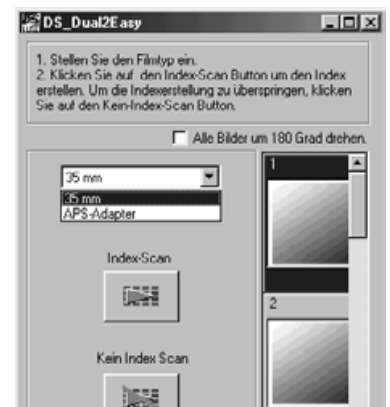 DS_Dual2Easy
1. Stellen Sie den Filmtyp ein.
2. Klicken Sie auf den Index-Scan Button um den Index
erstellen. Um die Indexerstellung zu überspringen, klicken
Sie auf den Kein-Index-Scan Button.
Alle Bilder um 180 Grad drehen.
35 mm
35 mm
APS-Adapter
1
Index-Scan
2
Kein Index Scan